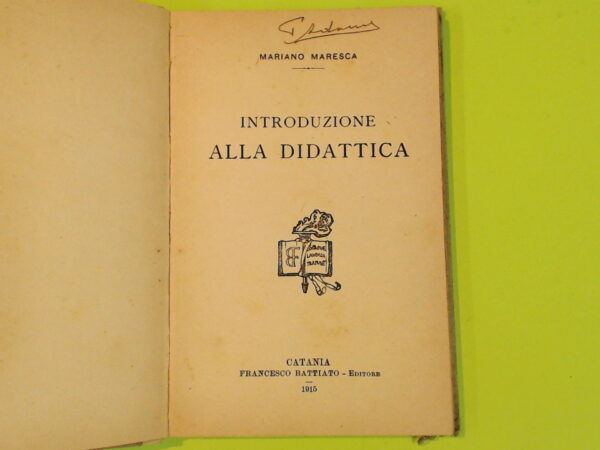 MARIANO MARESCA
INTRODUZIONE
ALLA DIDATTICA
CATANIA
FRANCESCO BATTIATO - EDITORE
1915